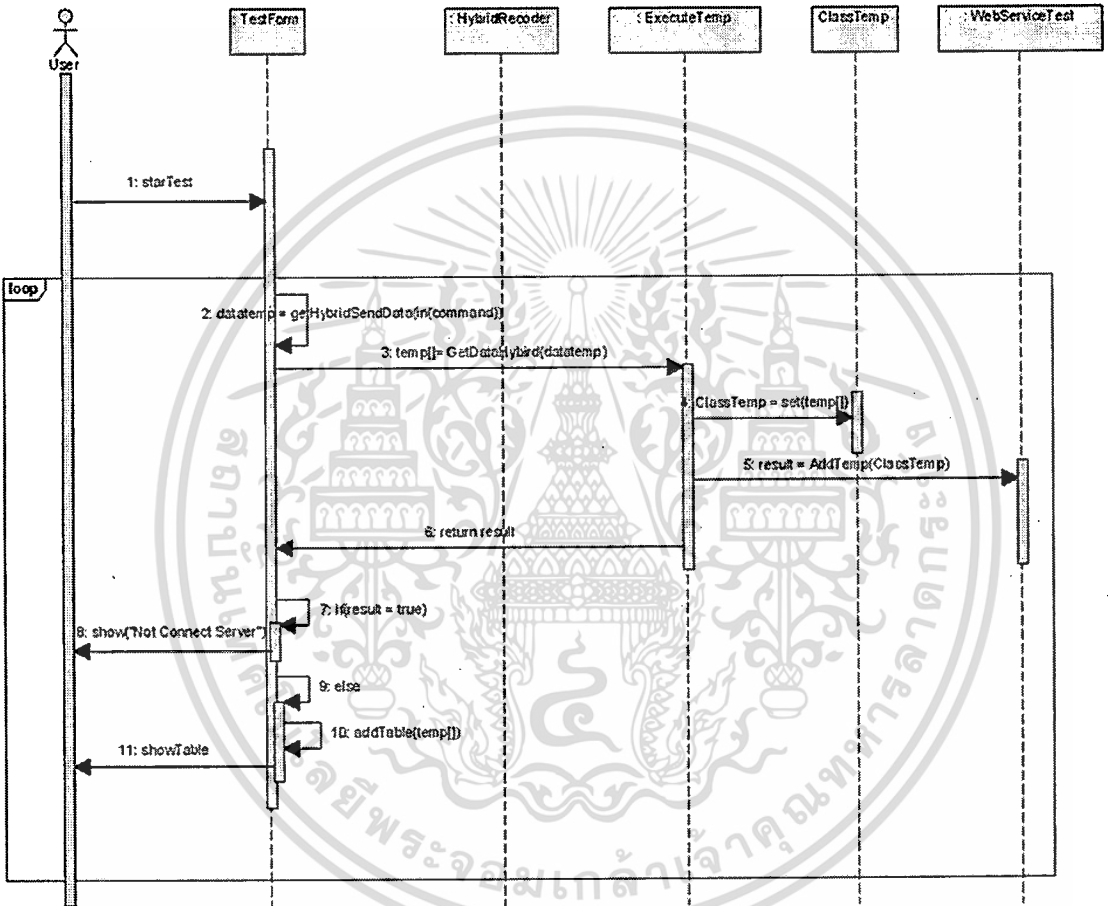 : TestForm
: HybridRecoder
: ExecuteTemp
ClassTemp
: WebServiceTest
User
1: starTest
loop
2: datatemp = getHybridSendData(in(command))
3: temp[]= GetDataHybird(datatemp)
ClassTemp = set(temp[])
5: result = AddTemp(ClassTemp)
6: return result
7: if(result = true)
8: show("Not Connect Server")
9: else
10: addTable(temp[])
11: showTable